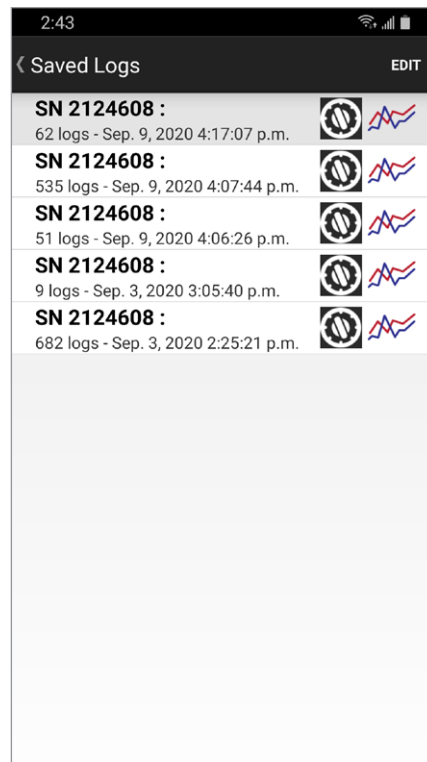 2:43
Saved Logs EDIT
SN 2124608 :
62 logs - Sep. 9, 2020 4:17:07 p.m.
SN 2124608 :
535 logs - Sep. 9, 2020 4:07:44 p.m.
SN 2124608 :
51 logs - Sep. 9, 2020 4:06:26 p.m.
SN 2124608 :
9 logs - Sep. 3, 2020 3:05:40 p.m.
SN 2124608 :
682 logs - Sep. 3, 2020 2:25:21 p.m.